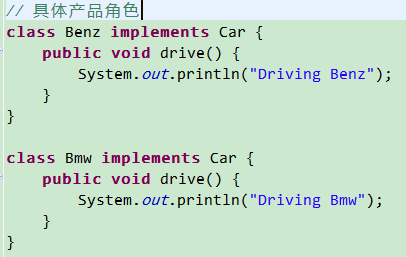 // 具体产品角色
class Benz implements Car {
    public void drive() {
        System.out.println("Driving Benz");
    }
}

class Bmw implements Car {
    public void drive() {
        System.out.println("Driving Bmw");
    }
}